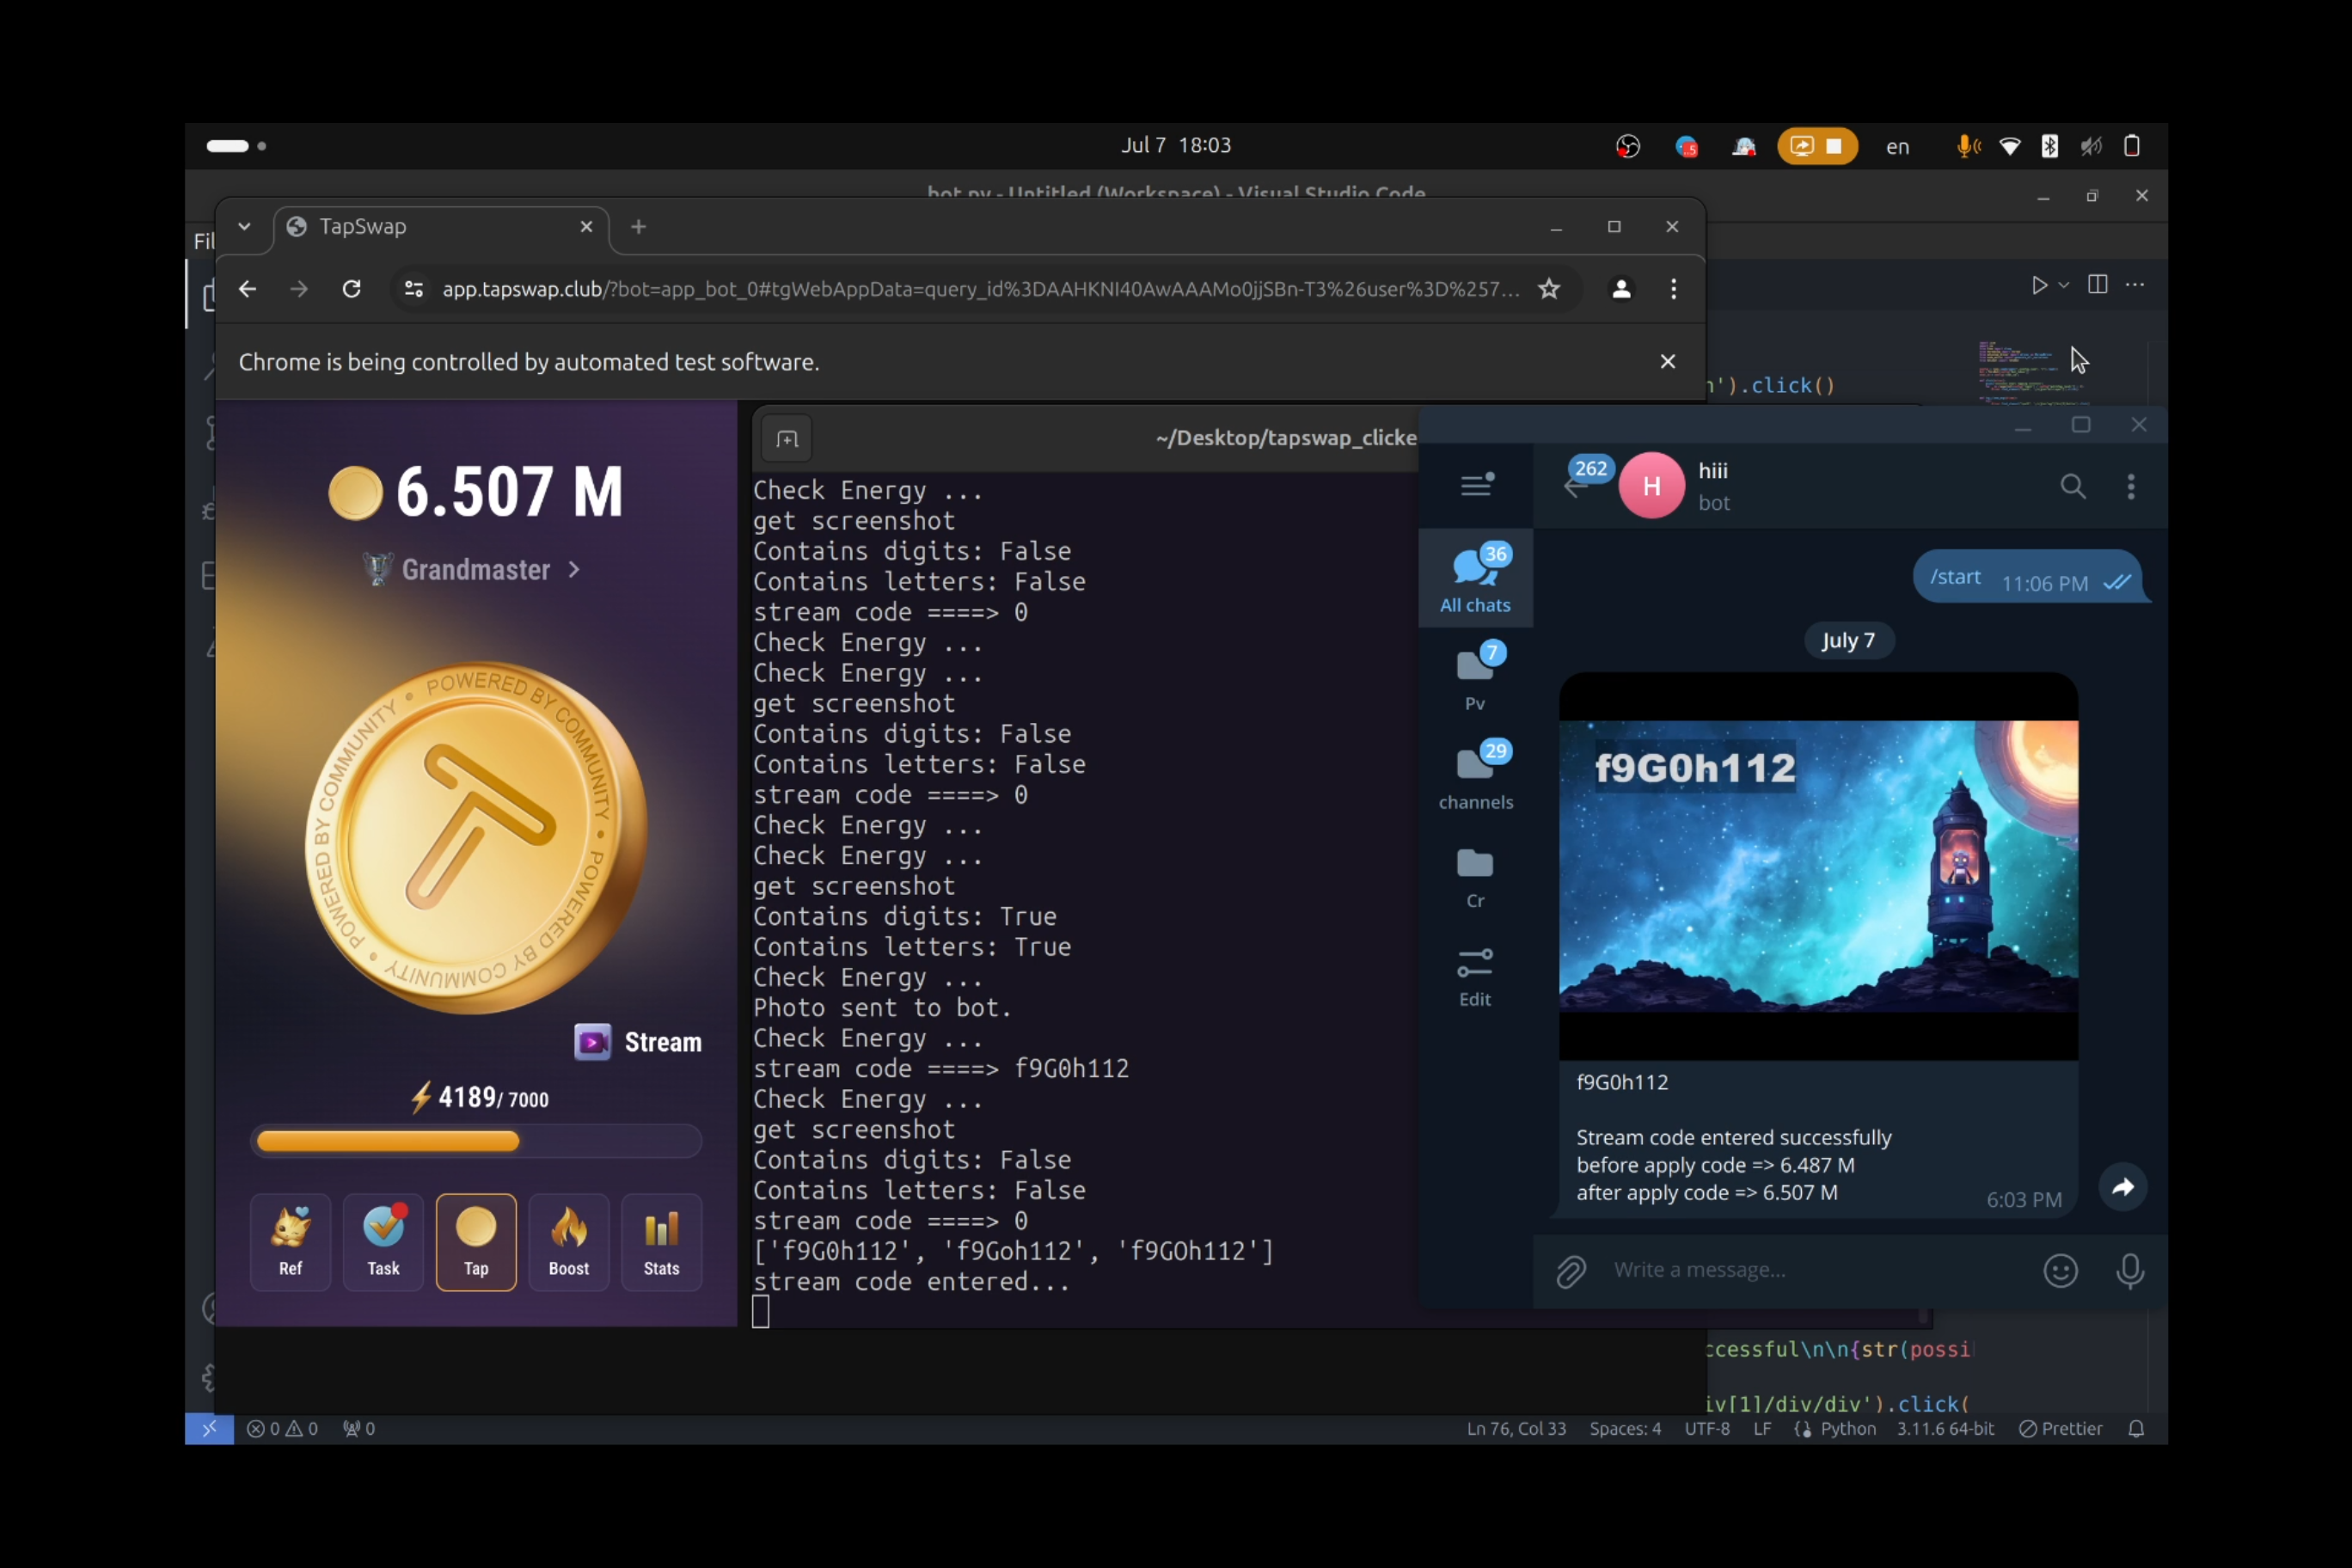 Jul 7 18:03
en
bot.py - Untitled (Workspace) - Visual Studio Code
Fil
TapSwap
app.tapswap.club/?bot=app_bot_0#tgWebAppData=query_id%3DAAHKNI40AwAAAMo0jjSBn-T3%26user%3D%257...
Chrome is being controlled by automated test software.
').click()
6.507 M
Grandmaster >
POWERED BY COMMUNITY • POWERED BY COMMUNITY • POWERED BY COMMUNITY •
Stream
4189/ 7000
Ref
Task
Tap
Boost
Stats
~/Desktop/tapswap_clicke
Check Energy ...
get screenshot
Contains digits: False
Contains letters: False
stream code ====> 0
Check Energy ...
Check Energy ...
get screenshot
Contains digits: False
Contains letters: False
stream code ====> 0
Check Energy ...
Check Energy ...
get screenshot
Contains digits: True
Contains letters: True
Check Energy ...
Photo sent to bot.
Check Energy ...
stream code ====> f9G0h112
Check Energy ...
get screenshot
Contains digits: False
Contains letters: False
stream code ====> 0
['f9G0h112', 'f9Goh112', 'f9GOh112']
stream code entered...
262
H
hiii
bot
36
All chats
7
Pv
29
channels
Cr
Edit
/start 11:06 PM
July 7
f9G0h112
f9G0h112
Stream code entered successfully
before apply code => 6.487 M
after apply code => 6.507 M
6:03 PM
Write a message...
ccessful\n\n{str(possi
iv[1]/div/div').click(
0 0 0
Ln 76, Col 33 Spaces: 4 UTF-8 LF Python 3.11.6 64-bit Prettier